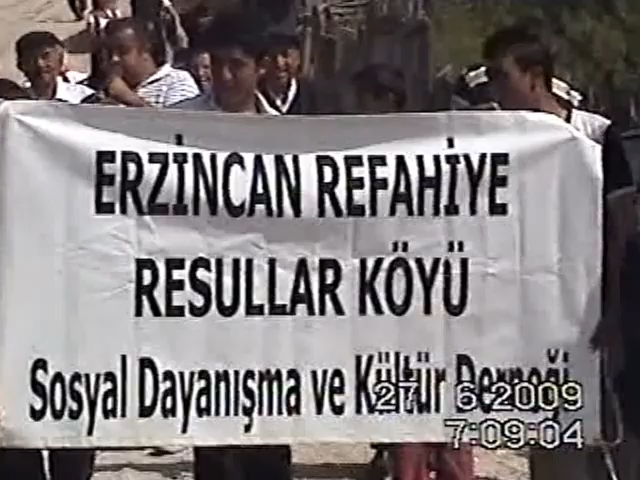 ERZİNCAN REFAHİYE
RESULLAR KÖYÜ
Sosyal Dayanışma ve Kültür Derneği
27. 6.2009
7:09:04